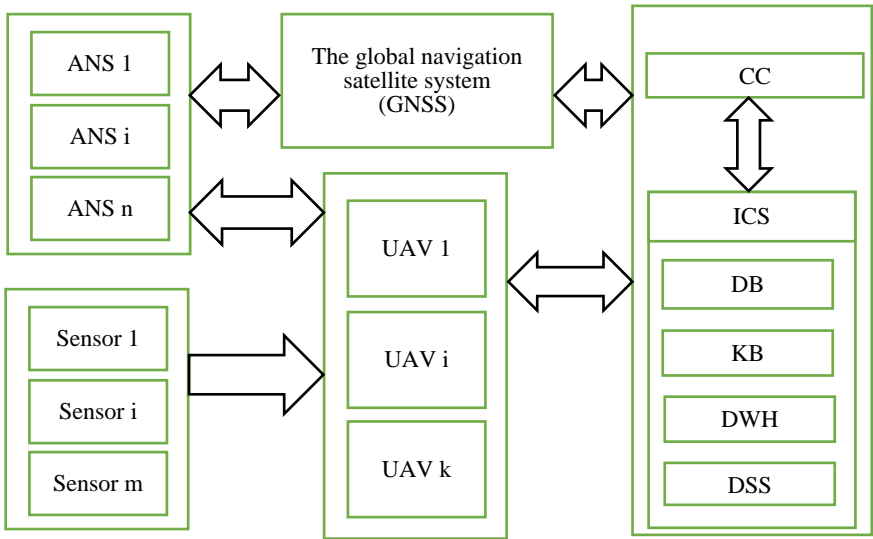 ANS 1
ANS i
ANS n
The global navigation
satellite system
(GNSS)
CC
ICS
DB
KB
DWH
DSS
UAV 1
UAV i
UAV k
Sensor 1
Sensor i
Sensor m